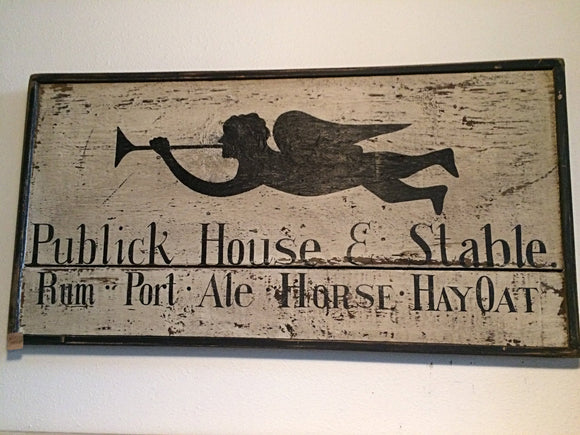 Publick House & Stable.
Rum · Port · Ale · Horse · Hay Oat